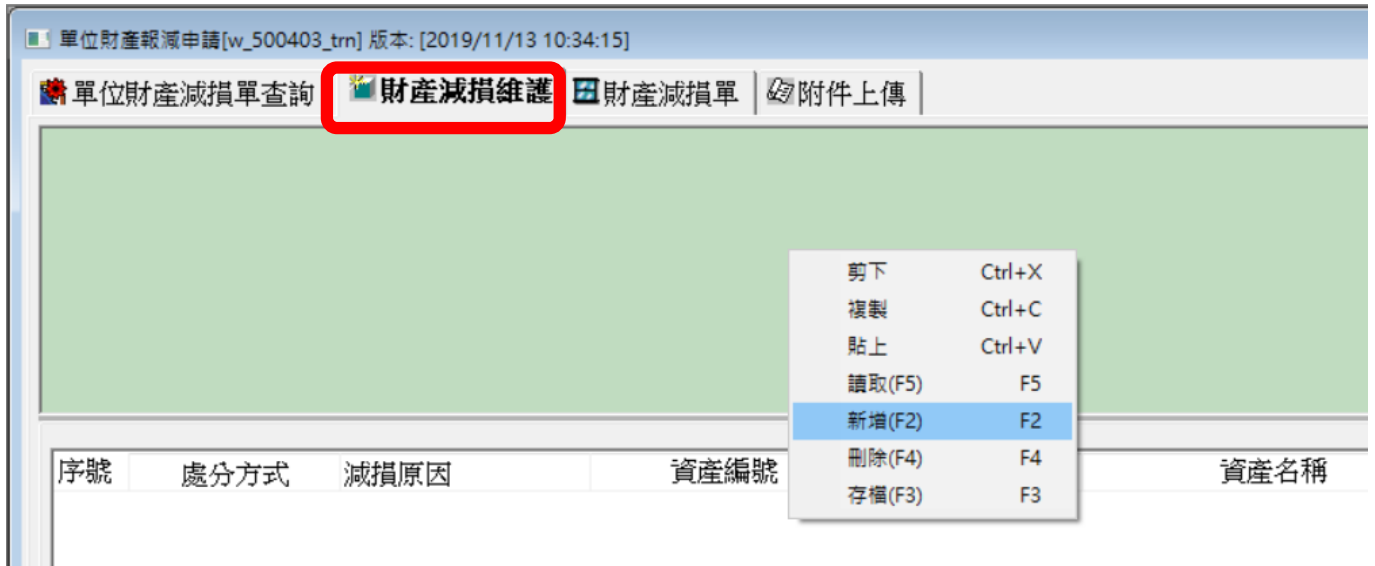 單位財產報減申請[w_500403_trn] 版本: [2019/11/13 10:34:15]
單位財產減損單查詢 財產減損維護 財產減損單 附件上傳
剪下 Ctrl+X
複製 Ctrl+C
貼上 Ctrl+V
讀取(F5) F5
新增(F2) F2
刪除(F4) F4
存檔(F3) F3
序號 處分方式 減損原因 資產編號 資產名稱